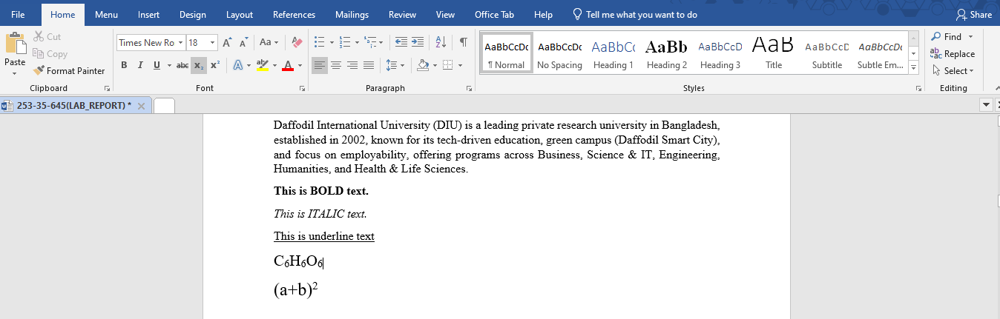 File Home Menu Insert Design Layout References Mailings Review View Office Tab Help Tell me what you want to do Share
Cut
Copy
Paste
Format Painter
Clipboard
Times New Ro 18 Aa
B I U abc x₂ x² A aby A
Font
Paragraph
AaBbCcDc AaBbCcDc AaBbCc AaBb AaBbCcD AaB AaBbCcD AaBbCcDc
¶ Normal No Spacing Heading 1 Heading 2 Heading 3 Title Subtitle Subtle Em...
Styles
Find
Replace
Select
Editing
253-35-645(LAB_REPORT) *
Daffodil International University (DIU) is a leading private research university in Bangladesh,
established in 2002, known for its tech-driven education, green campus (Daffodil Smart City),
and focus on employability, offering programs across Business, Science & IT, Engineering,
Humanities, and Health & Life Sciences.
This is BOLD text.
This is ITALIC text.
This is underline text
C₆H₆O₆
(a+b)²